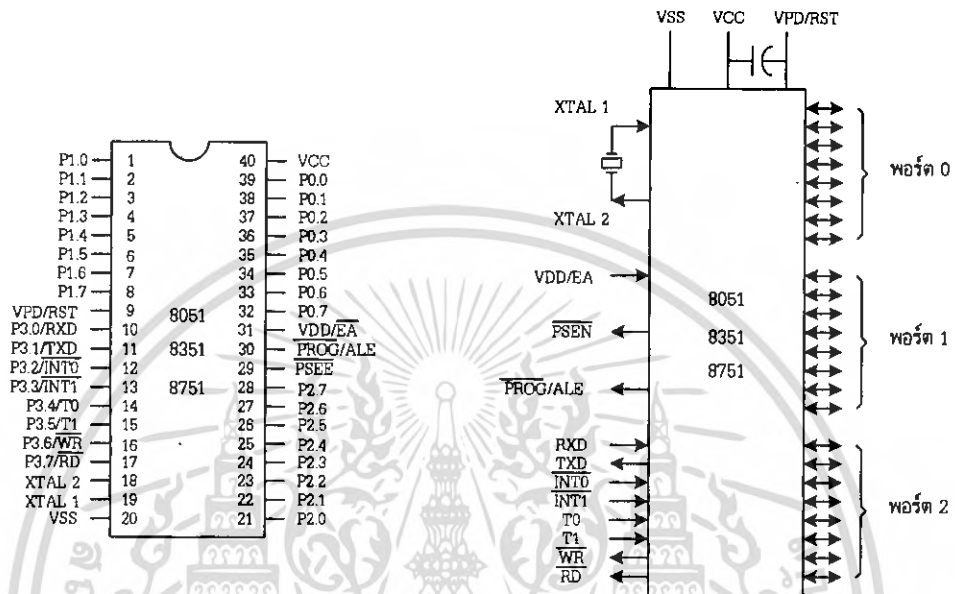 VSS VCC VPD/RST
XTAL 1
พอร์ต 0
XTAL 2
VDD/EA
8051
PSEN
8351
พอร์ต 1
8751
PROG/ALE
RXD
TXD
INT0
INT1
T0
พอร์ต 2
T1
WR
RD
P1.0 1 40 VCC
P1.1 2 39 P0.0
P1.2 3 38 P0.1
P1.3 4 37 P0.2
P1.4 5 36 P0.3
P1.5 6 35 P0.4
P1.6 7 34 P0.5
P1.7 8 33 P0.6
VPD/RST 9 8051 32 P0.7
P3.0/RXD 10 31 VDD/EA
P3.1/TXD 11 8351 30 PROG/ALE
P3.2/INT0 12 29 PSEE
P3.3/INT1 13 8751 28 P2.7
P3.4/T0 14 27 P2.6
P3.5/T1 15 26 P2.5
P3.6/WR 16 25 P2.4
P3.7/RD 17 24 P2.3
XTAL 2 18 23 P2.2
XTAL 1 19 22 P2.1
VSS 20 21 P2.0